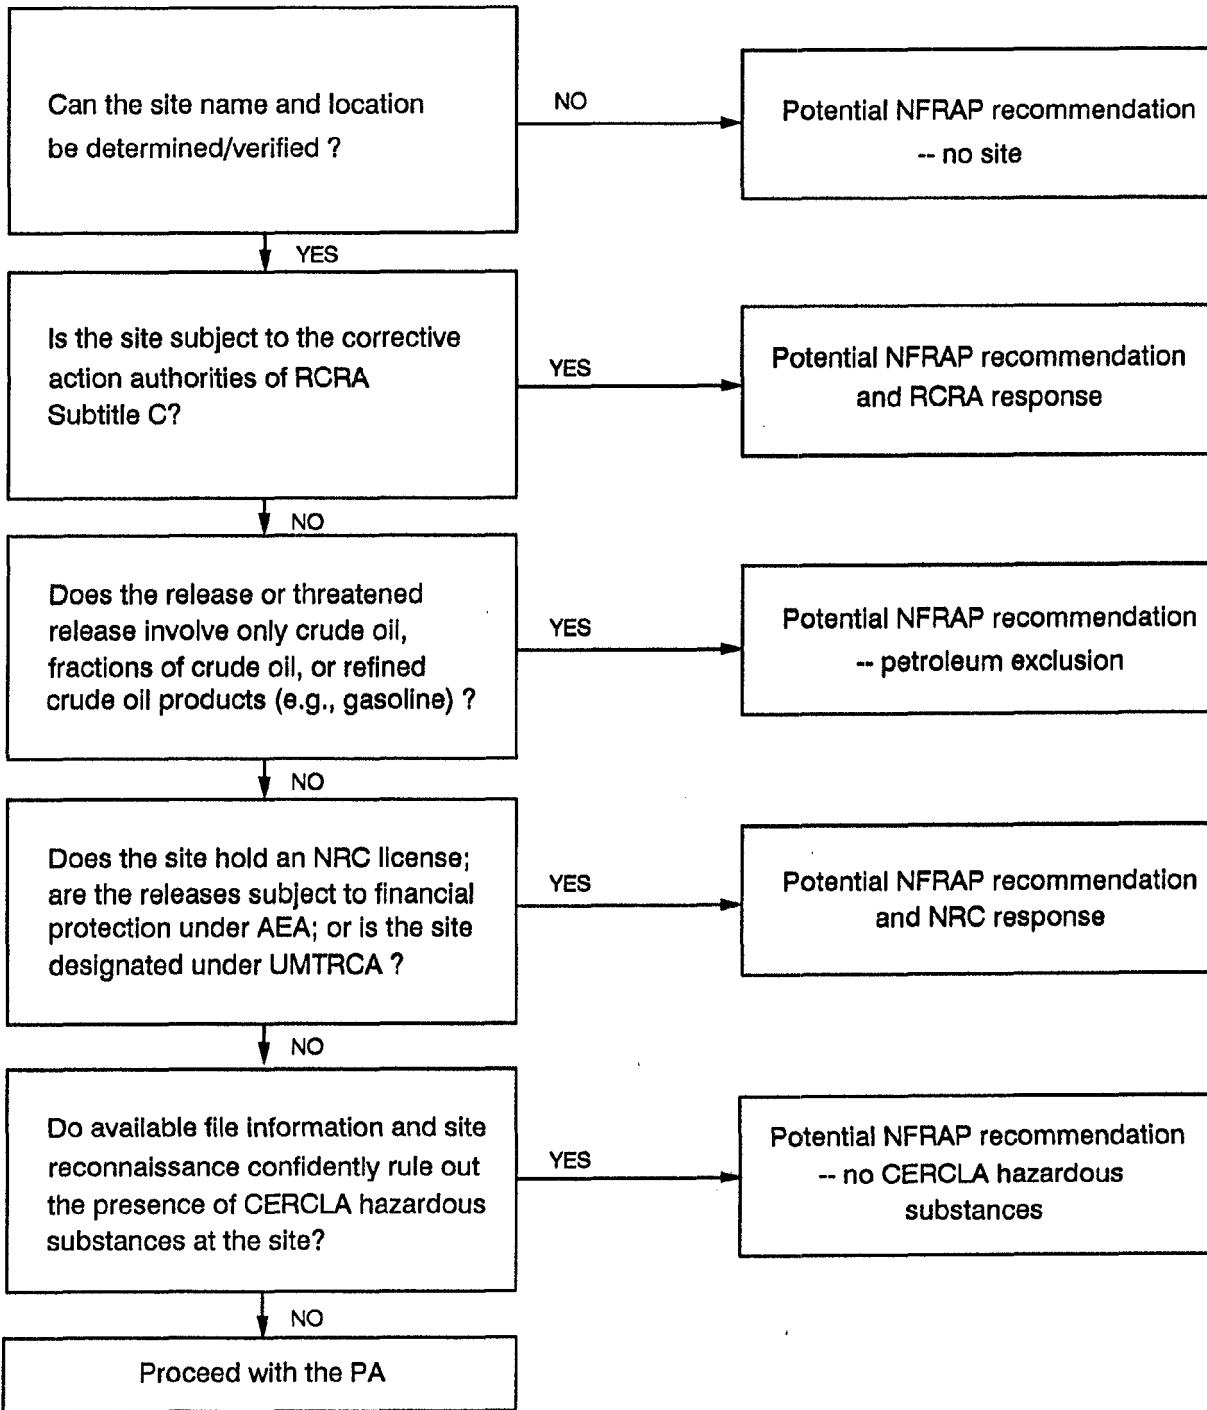 Can the site name and location
be determined/verified ?
NO
Potential NFRAP recommendation
-- no site
YES
Is the site subject to the corrective
action authorities of RCRA
Subtitle C?
YES
Potential NFRAP recommendation
and RCRA response
NO
Does the release or threatened
release involve only crude oil,
fractions of crude oil, or refined
crude oil products (e.g., gasoline) ?
YES
Potential NFRAP recommendation
-- petroleum exclusion
NO
Does the site hold an NRC license;
are the releases subject to financial
protection under AEA; or is the site
designated under UMTRCA ?
YES
Potential NFRAP recommendation
and NRC response
NO
Do available file information and site
reconnaissance confidently rule out
the presence of CERCLA hazardous
substances at the site?
YES
Potential NFRAP recommendation
-- no CERCLA hazardous
substances
NO
Proceed with the PA